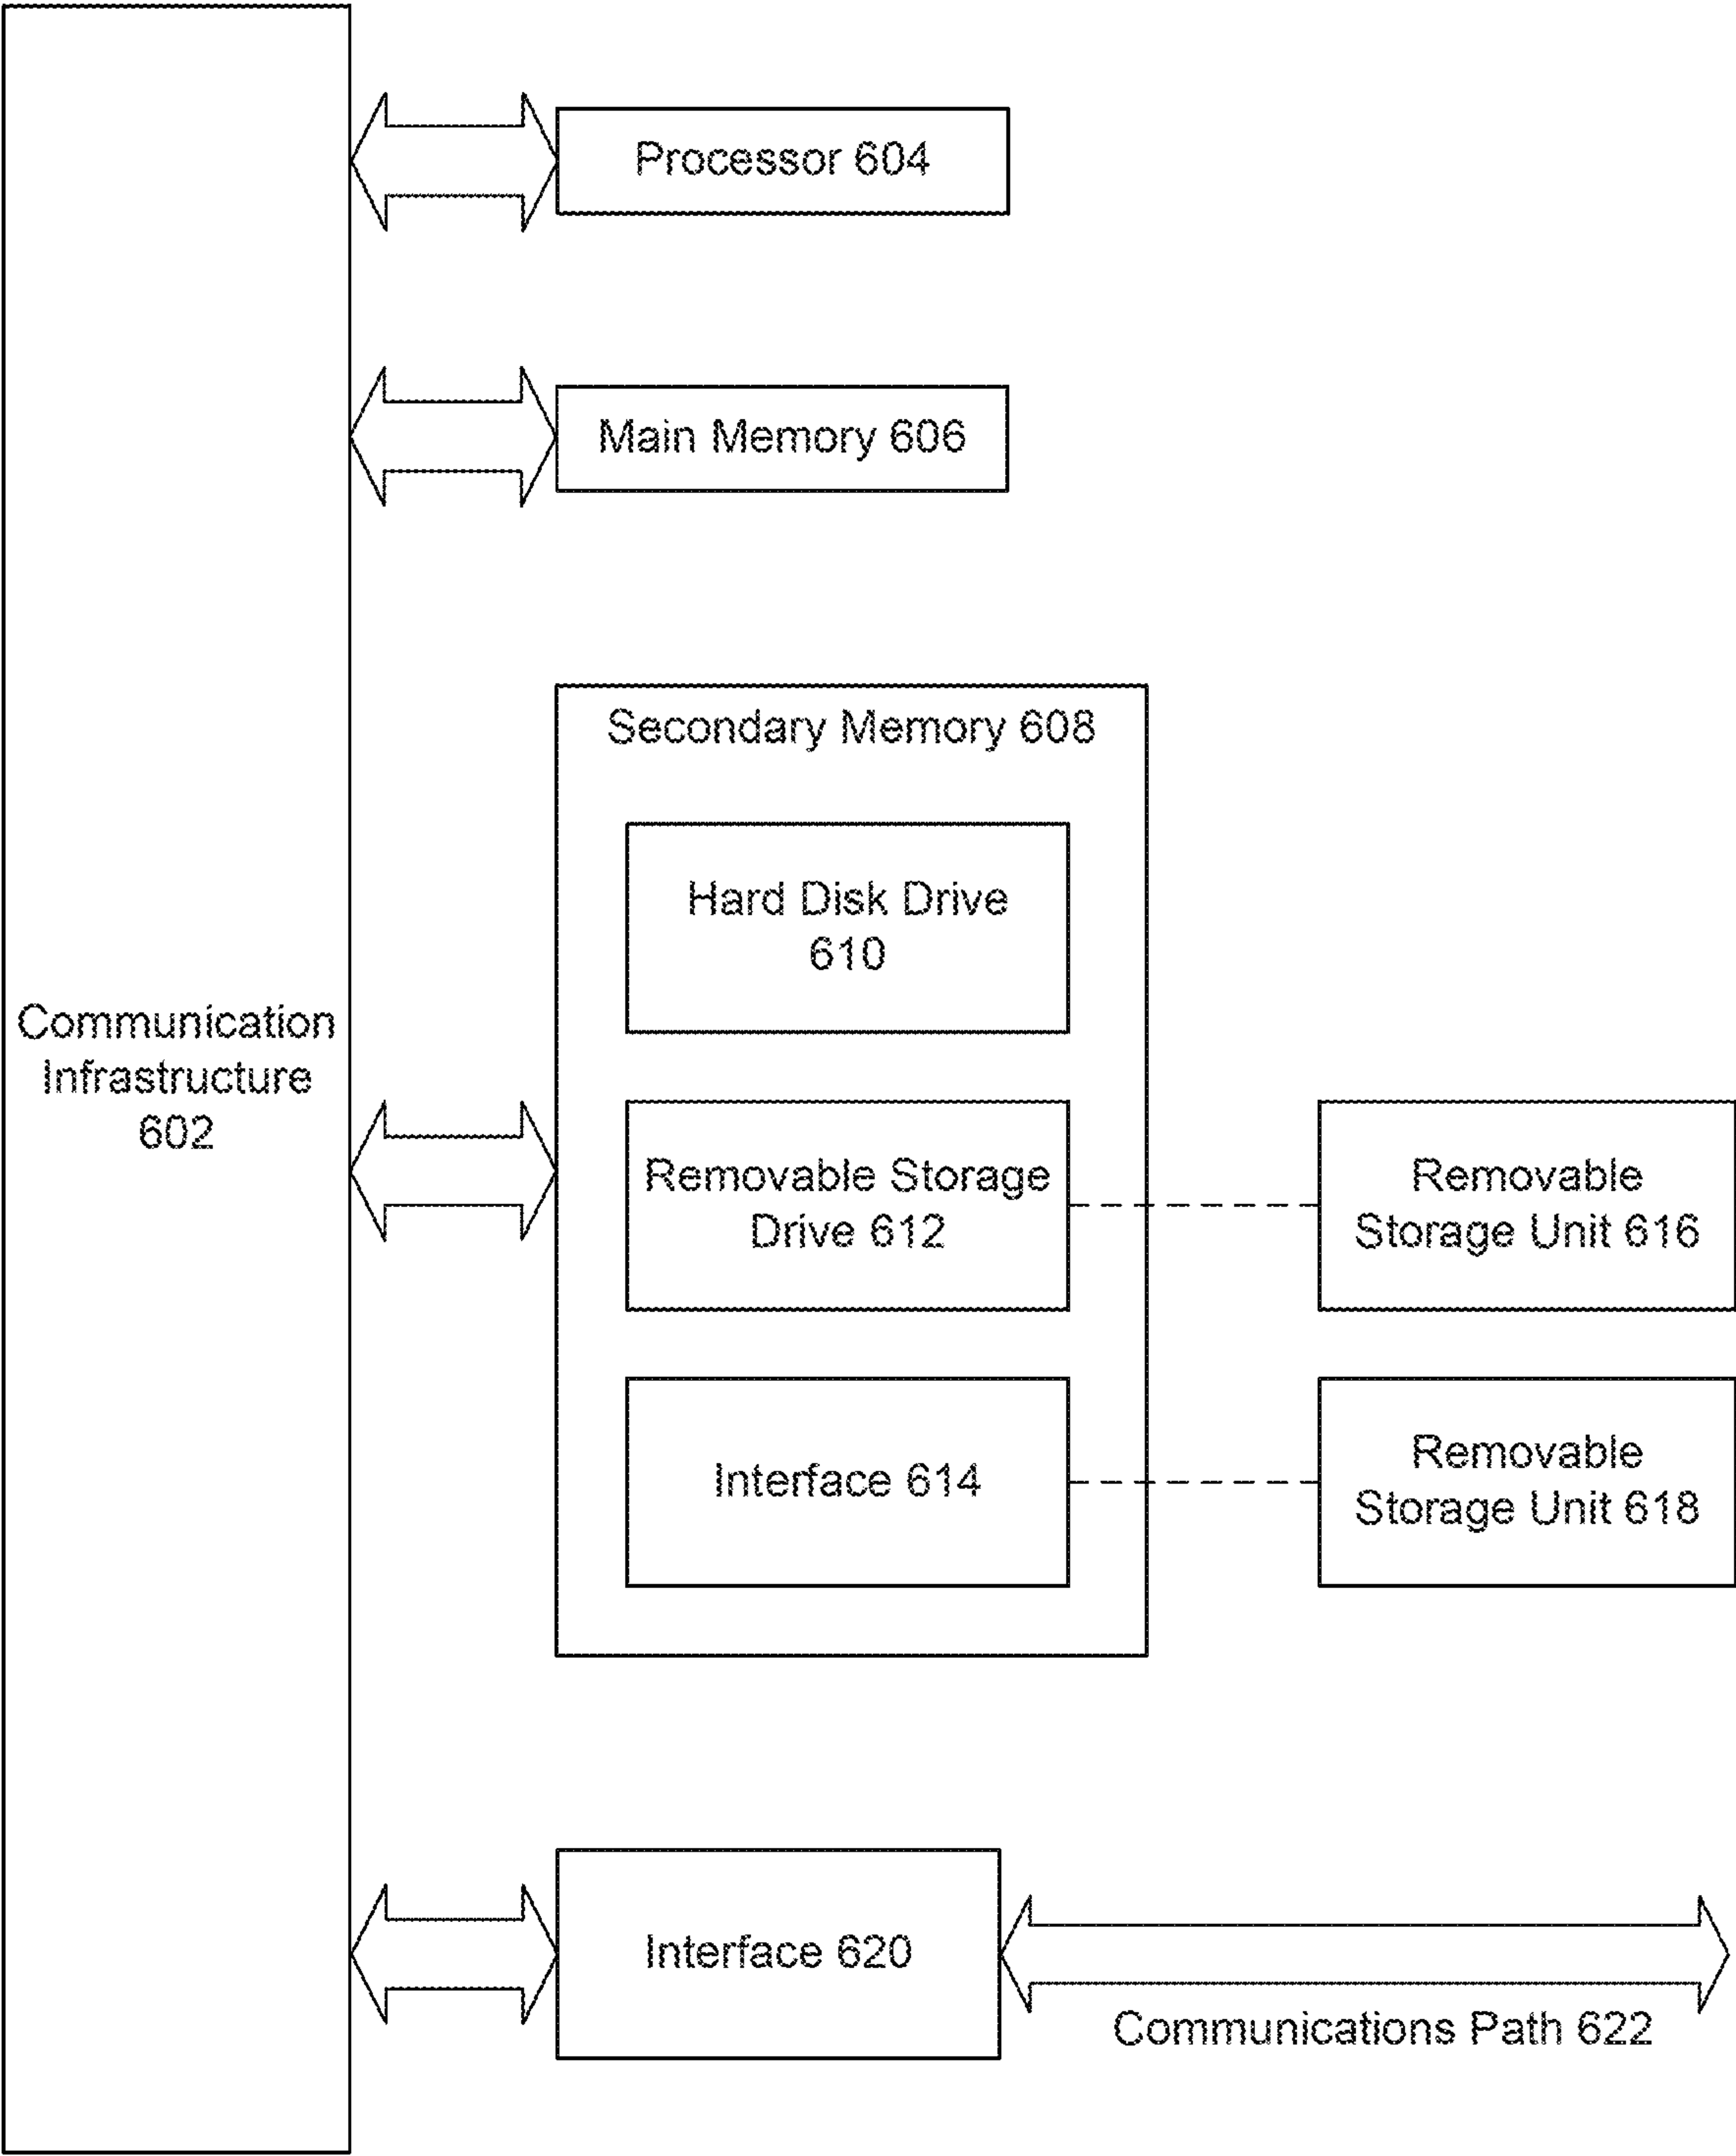 Processor 604
Main Memory 606
Secondary Memory 608
Hard Disk Drive
610
Communication
Infrastructure
602
Removable Storage
Drive 612
Removable
Storage Unit 616
Interface 614
Removable
Storage Unit 618
Interface 620
Communications Path 622